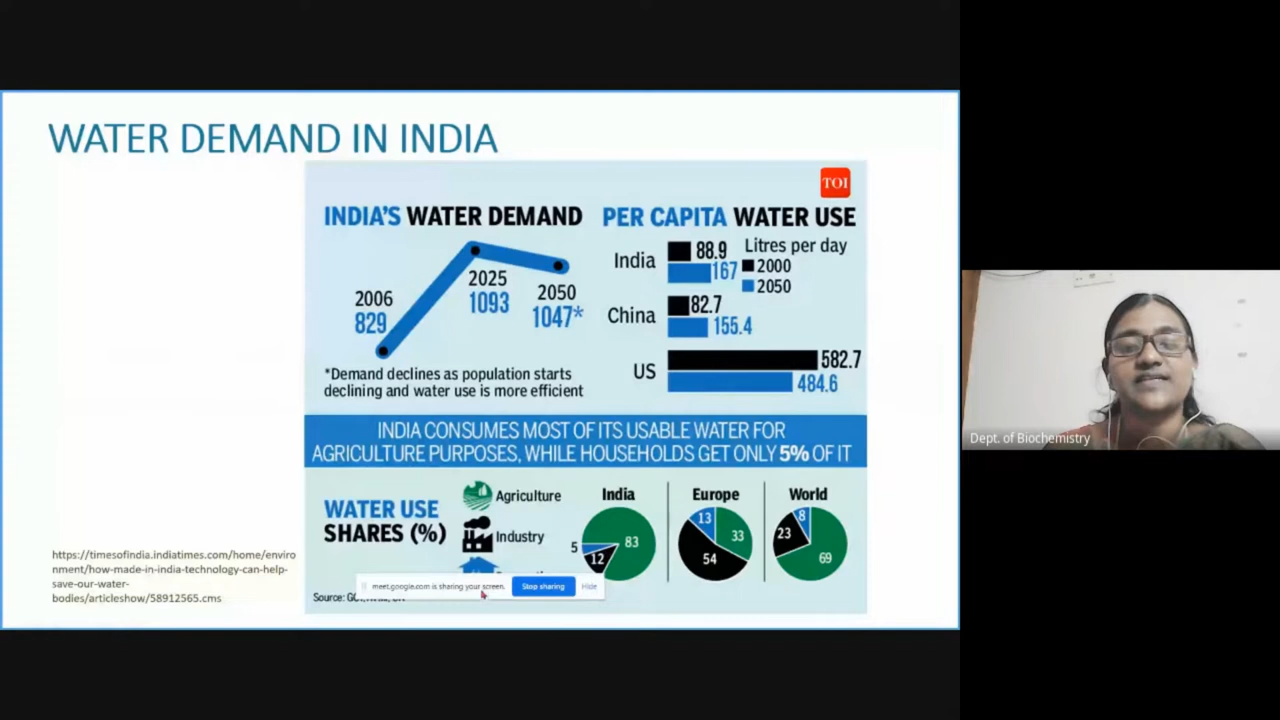 WATER DEMAND IN INDIA
TOI
INDIA'S WATER DEMAND
2006
829
2025
1093
2050
1047*
*Demand declines as population starts
declining and water use is more efficient
PER CAPITA WATER USE
Litres per day
2000
2050
India
88.9
167
China
82.7
155.4
US
582.7
484.6
INDIA CONSUMES MOST OF ITS USABLE WATER FOR
AGRICULTURE PURPOSES, WHILE HOUSEHOLDS GET ONLY 5% OF IT
WATER USE
SHARES (%)
Agriculture
Industry
India
83
5
12
Europe
13
33
54
World
8
23
69
meet.google.com is sharing your screen.
Stop sharing
Hide
Source:
https://timesofindia.indiatimes.com/home/enviro
nment/how-made-in-india-technology-can-help-
save-our-water-
bodies/articleshow/58912565.cms
Dept. of Biochemistry